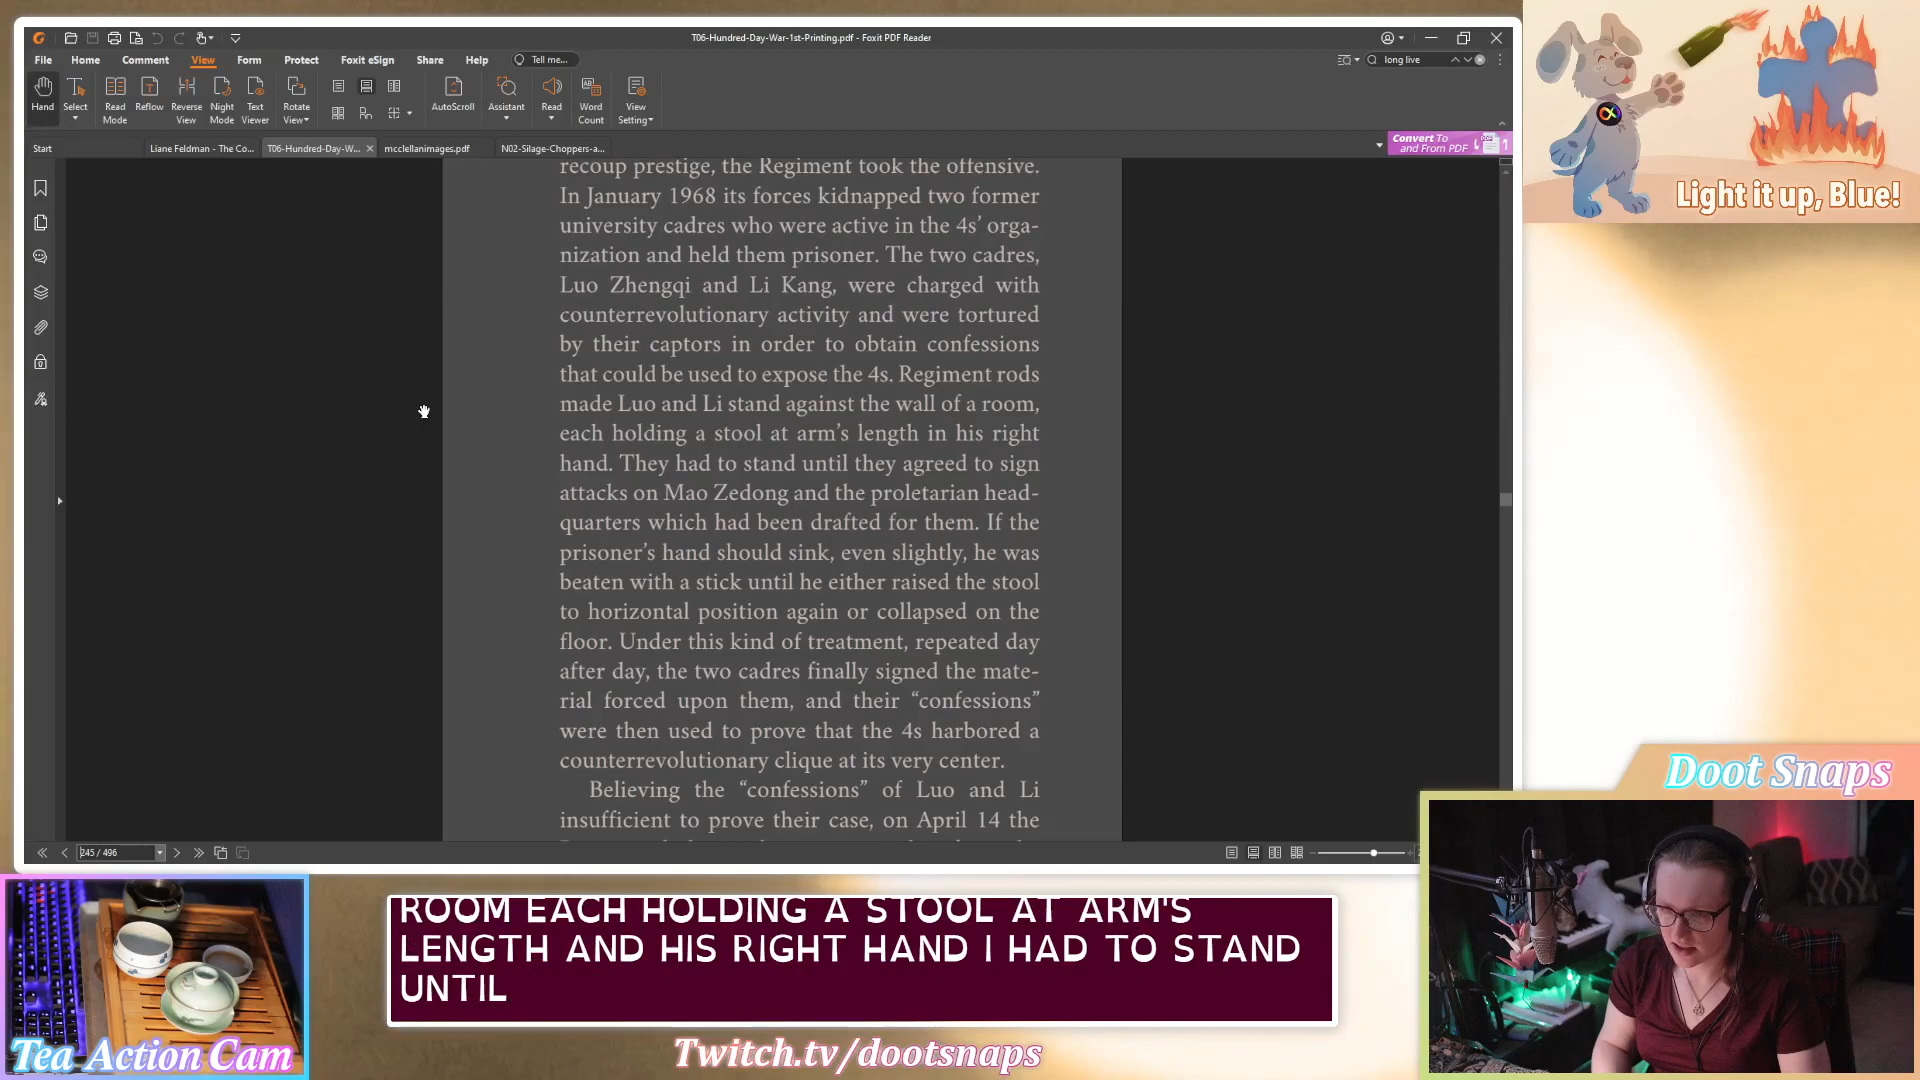 T06-Hundred-Day-War-1st-Printing.pdf - Foxit PDF Reader
File Home Comment View Form Protect Foxit eSign Share Help Tell me... long live
Hand Select Read Mode Reflow Reverse View Night Mode Text Viewer Rotate View AutoScroll Assistant Read Word Count View Setting
Start Liane Feldman - The Co... T06-Hundred-Day-W... mcclellanimages.pdf N02-Silage-Choppers-a... Convert To and From PDF
recoup prestige, the Regiment took the offensive.
In January 1968 its forces kidnapped two former
university cadres who were active in the 4s’ orga-
nization and held them prisoner. The two cadres,
Luo Zhengqi and Li Kang, were charged with
counterrevolutionary activity and were tortured
by their captors in order to obtain confessions
that could be used to expose the 4s. Regiment rods
made Luo and Li stand against the wall of a room,
each holding a stool at arm’s length in his right
hand. They had to stand until they agreed to sign
attacks on Mao Zedong and the proletarian head-
quarters which had been drafted for them. If the
prisoner’s hand should sink, even slightly, he was
beaten with a stick until he either raised the stool
to horizontal position again or collapsed on the
floor. Under this kind of treatment, repeated day
after day, the two cadres finally signed the mate-
rial forced upon them, and their “confessions”
were then used to prove that the 4s harbored a
counterrevolutionary clique at its very center.
Believing the “confessions” of Luo and Li
insufficient to prove their case, on April 14 the
245 / 496
Light it up, Blue!
Doot Snaps
ROOM EACH HOLDING A STOOL AT ARM'S
LENGTH AND HIS RIGHT HAND I HAD TO STAND
UNTIL
Tea Action Cam
Twitch.tv/dootsnaps